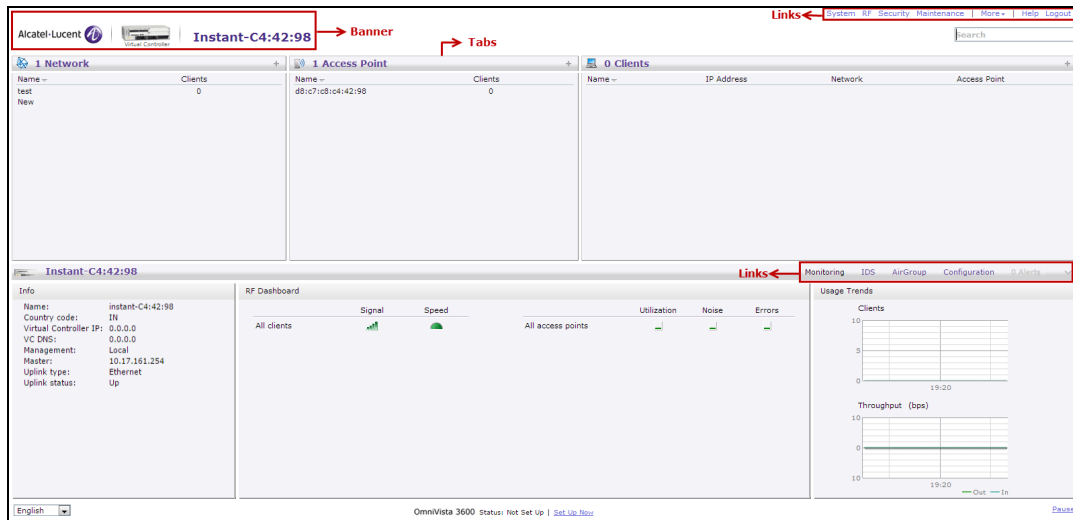 Links
System RF Security Maintenance | More | Help Logout
Alcatel·Lucent
Virtual Controller
Instant-C4:42:98
Banner
Search
Tabs
1 Network +
1 Access Point +
0 Clients +
Name Clients
Name Clients
Name IP Address Network Access Point
test 0
d8:c7:c8:c4:42:98 0
New
Instant-C4:42:98
Links
Monitoring IDS AirGroup Configuration 0 Alerts
Info
RF Dashboard
Usage Trends
Name: instant-C4:42:98
Country code: IN
Virtual Controller IP: 0.0.0.0
VC DNS: 0.0.0.0
Management: Local
Master: 10.17.161.254
Uplink type: Ethernet
Uplink status: Up
Signal Speed
All clients
Utilization Noise Errors
All access points
Clients
10
5
0
19:20
Throughput (bps)
10
0
10
19:20
Out In
English
OmniVista 3600 Status: Not Set Up | Set Up Now
Pause